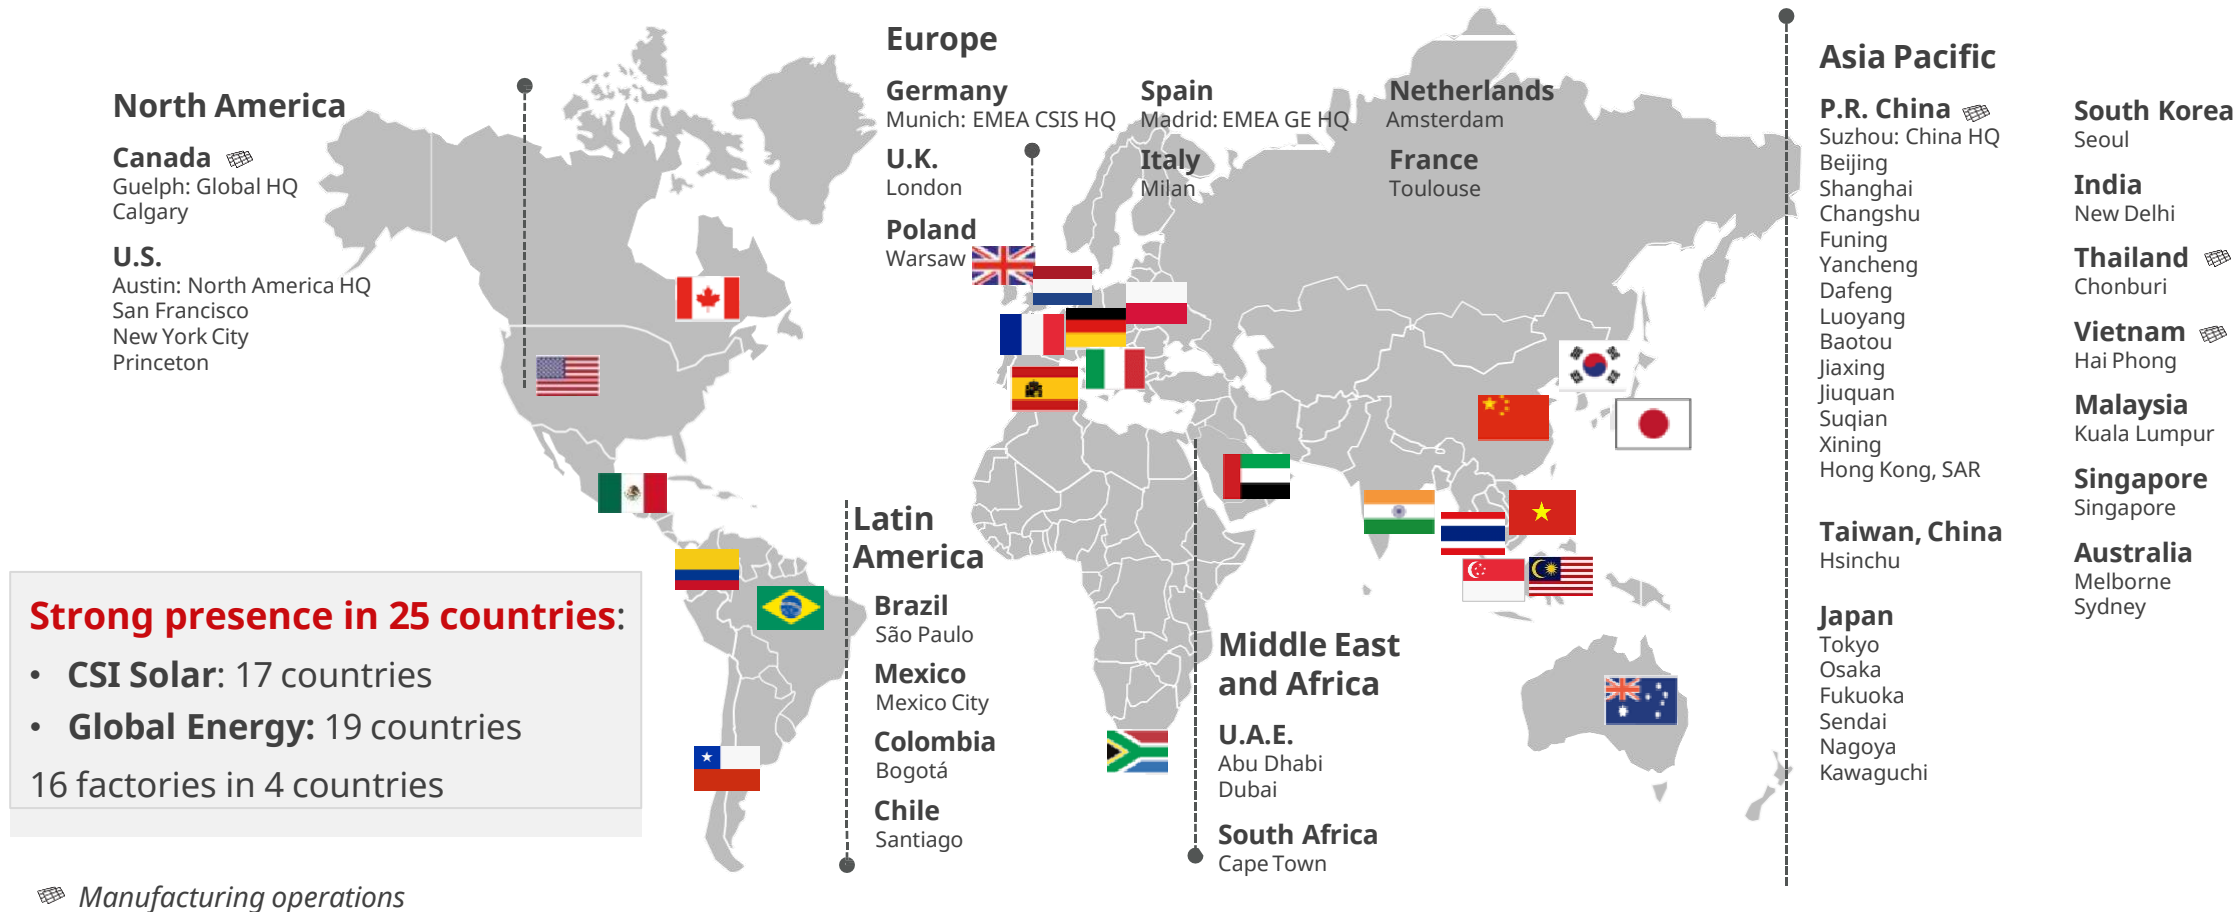 North America
Canada
Guelph: Global HQ
Calgary
U.S.
Austin: North America HQ
San Francisco
New York City
Princeton
Europe
Germany
Munich: EMEA CSIS HQ
U.K.
London
Poland
Warsaw
Spain
Madrid: EMEA GE HQ
Italy
Milan
Netherlands
Amsterdam
France
Toulouse
Latin
America
Brazil
São Paulo
Mexico
Mexico City
Colombia
Bogotá
Chile
Santiago
Middle East
and Africa
U.A.E.
Abu Dhabi
Dubai
South Africa
Cape Town
Asia Pacific
P.R. China
Suzhou: China HQ
Beijing
Shanghai
Changshu
Funing
Yancheng
Dafeng
Luoyang
Baotou
Jiaxing
Jiuquan
Suqian
Xining
Hong Kong, SAR
Taiwan, China
Hsinchu
Japan
Tokyo
Osaka
Fukuoka
Sendai
Nagoya
Kawaguchi
South Korea
Seoul
India
New Delhi
Thailand
Chonburi
Vietnam
Hai Phong
Malaysia
Kuala Lumpur
Singapore
Singapore
Australia
Melborne
Sydney
Strong presence in 25 countries:
• CSI Solar: 17 countries
• Global Energy: 19 countries
16 factories in 4 countries
Manufacturing operations